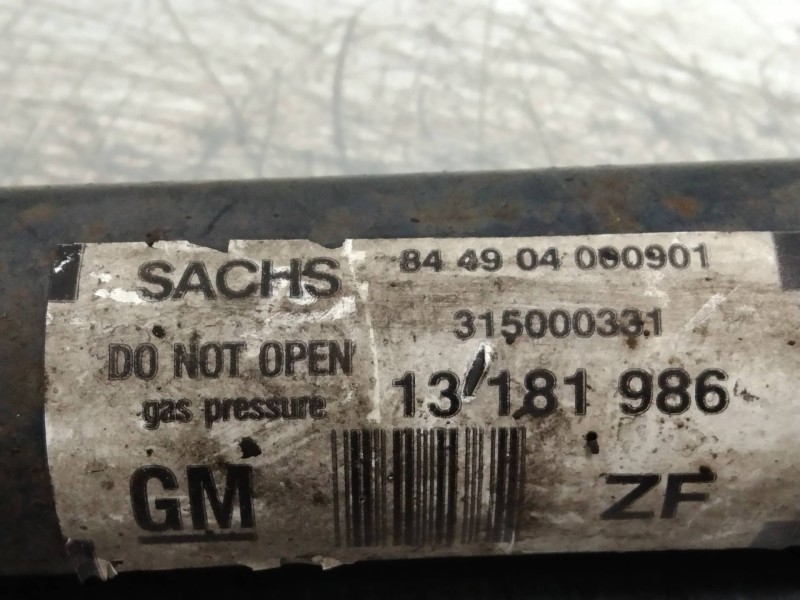 SACHS
84 49 04 080901
315000331
DO NOT OPEN
gas pressure
13 181 986
GM
ZF